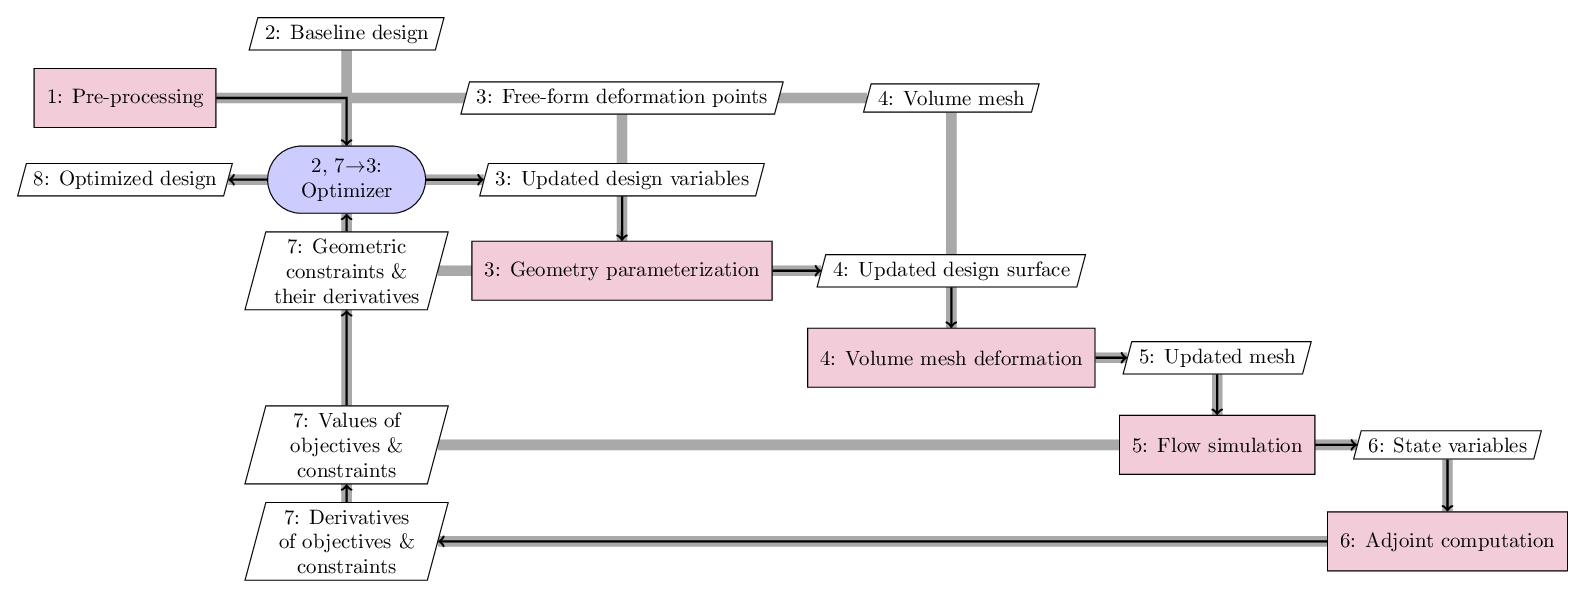 2: Baseline design
1: Pre-processing
3: Free-form deformation points
4: Volume mesh
8: Optimized design
2, 7→3:
Optimizer
3: Updated design variables
7: Geometric
constraints &
their derivatives
3: Geometry parameterization
4: Updated design surface
4: Volume mesh deformation
5: Updated mesh
7: Values of
objectives &
constraints
5: Flow simulation
6: State variables
7: Derivatives
of objectives &
constraints
6: Adjoint computation